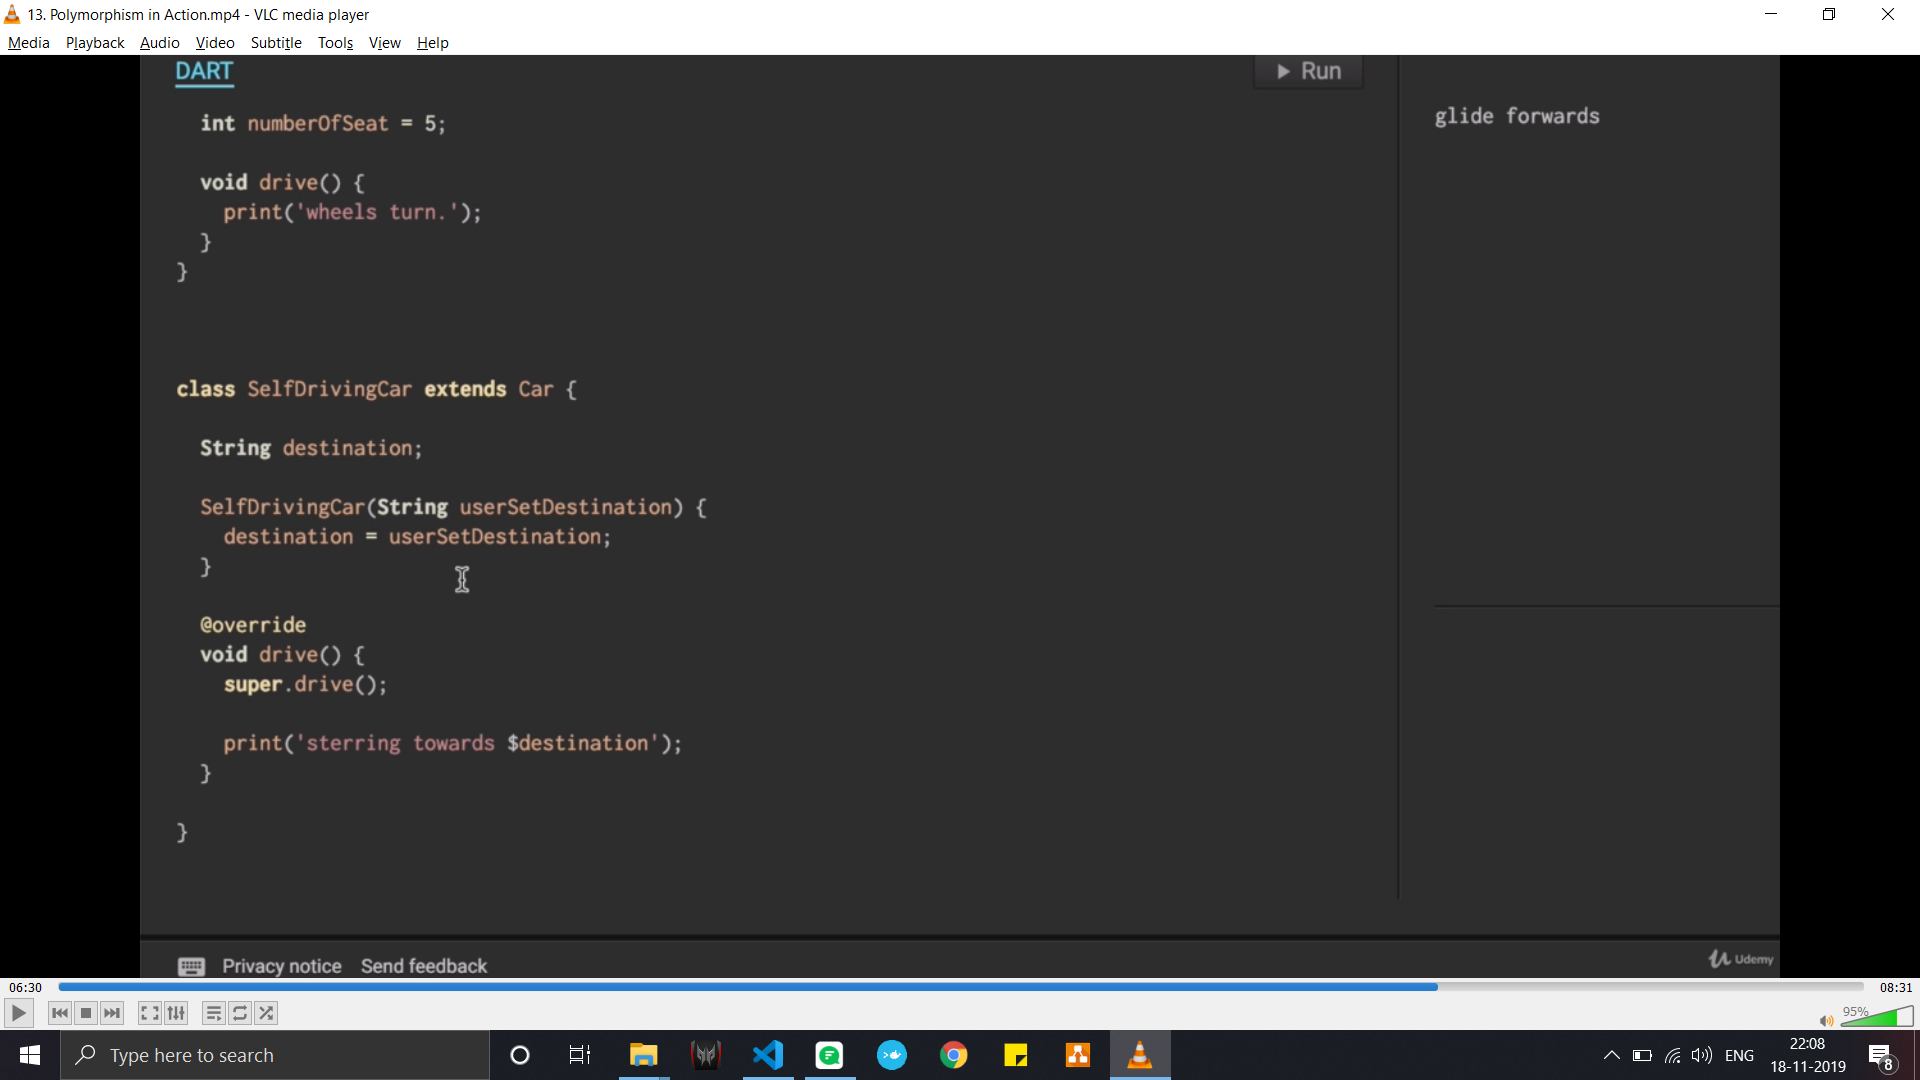 13. Polymorphism in Action.mp4 - VLC media player
Media Playback Audio Video Subtitle Tools View Help
DART
Run
int numberOfSeat = 5;
void drive() {
print('wheels turn.');
}
}
class SelfDrivingCar extends Car {
String destination;
SelfDrivingCar(String userSetDestination) {
destination = userSetDestination;
}
@override
void drive() {
super.drive();
print('sterring towards $destination');
}
}
glide forwards
Privacy notice Send feedback
Udemy
06:30
08:31
95%
Type here to search
ENG
22:08
18-11-2019
8